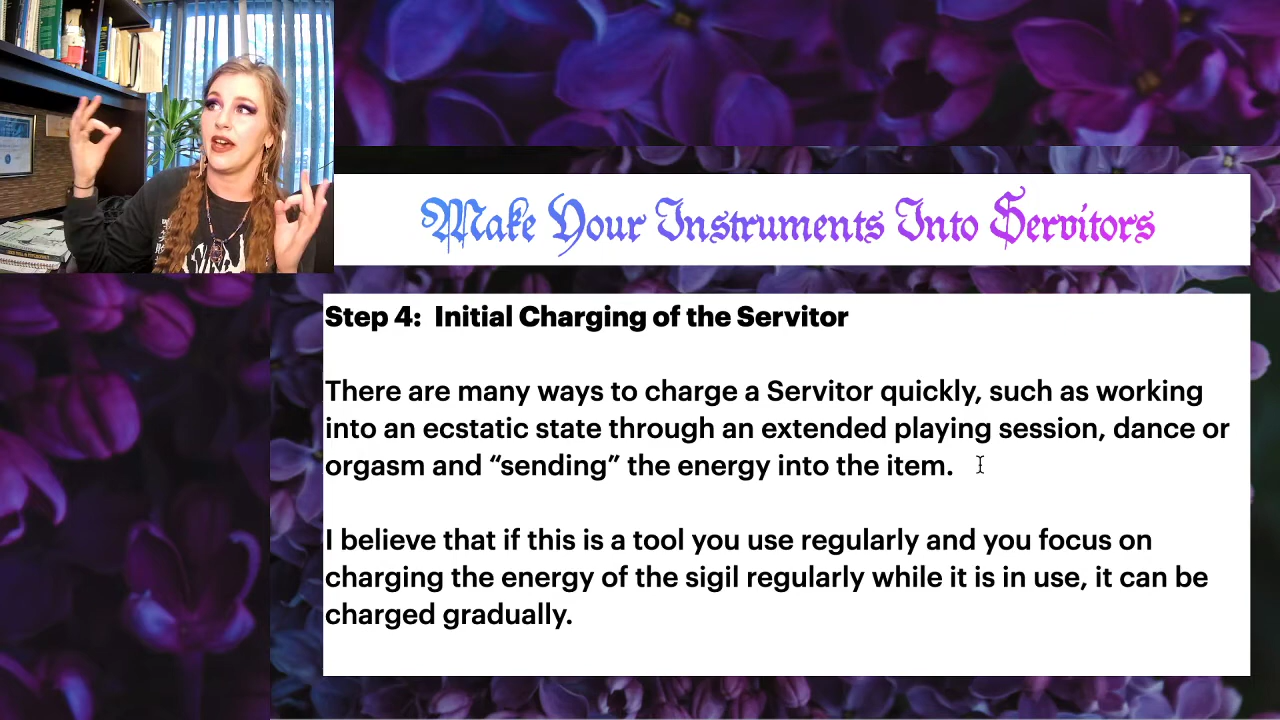 Make Your Instruments Into Servitors
Step 4: Initial Charging of the Servitor
There are many ways to charge a Servitor quickly, such as working
into an ecstatic state through an extended playing session, dance or
orgasm and “sending” the energy into the item.
I believe that if this is a tool you use regularly and you focus on
charging the energy of the sigil regularly while it is in use, it can be
charged gradually.